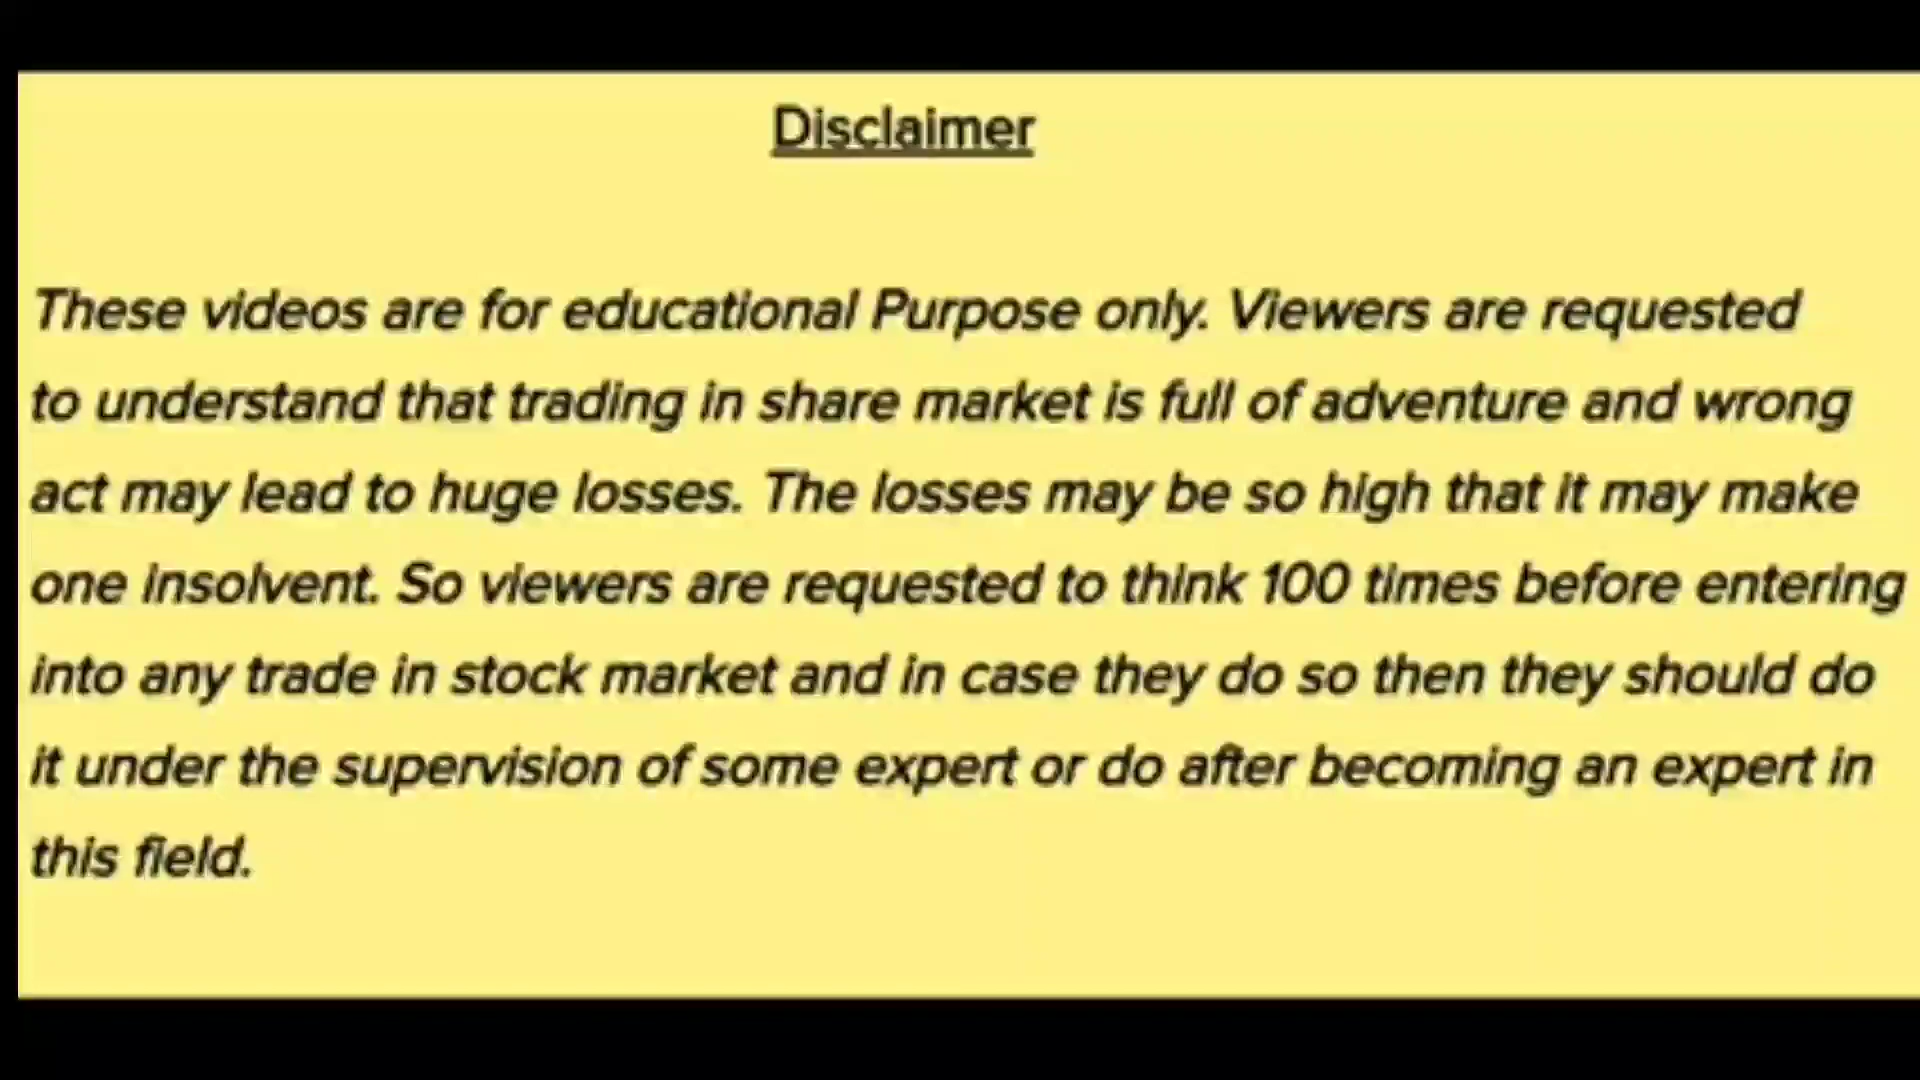 Disclaimer
These videos are for educational Purpose only. Viewers are requested
to understand that trading in share market is full of adventure and wrong
act may lead to huge losses. The losses may be so high that it may make
one insolvent. So viewers are requested to think 100 times before entering
into any trade in stock market and in case they do so then they should do
it under the supervision of some expert or do after becoming an expert in
this field.